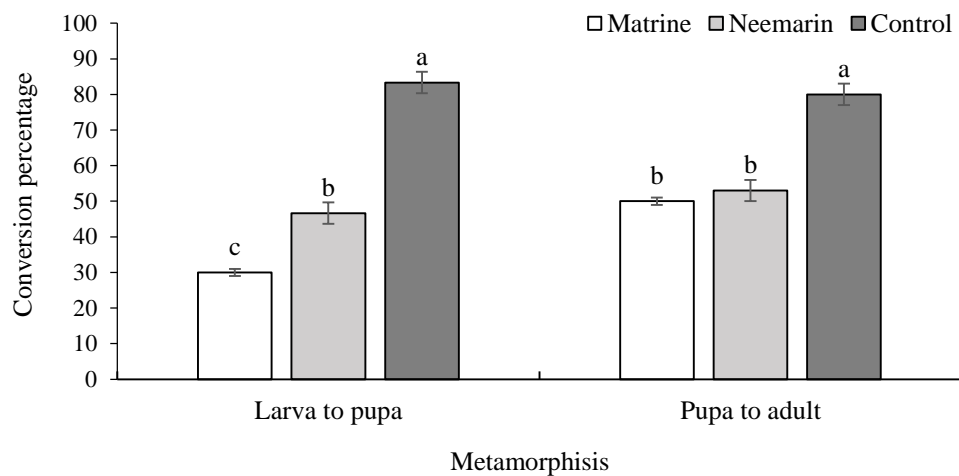 Matrine Neemarin Control
100
90
80
70
60
50
40
30
20
10
0
Conversion percentage
c
b
a
b
b
a
Larva to pupa
Pupa to adult
Metamorphisis